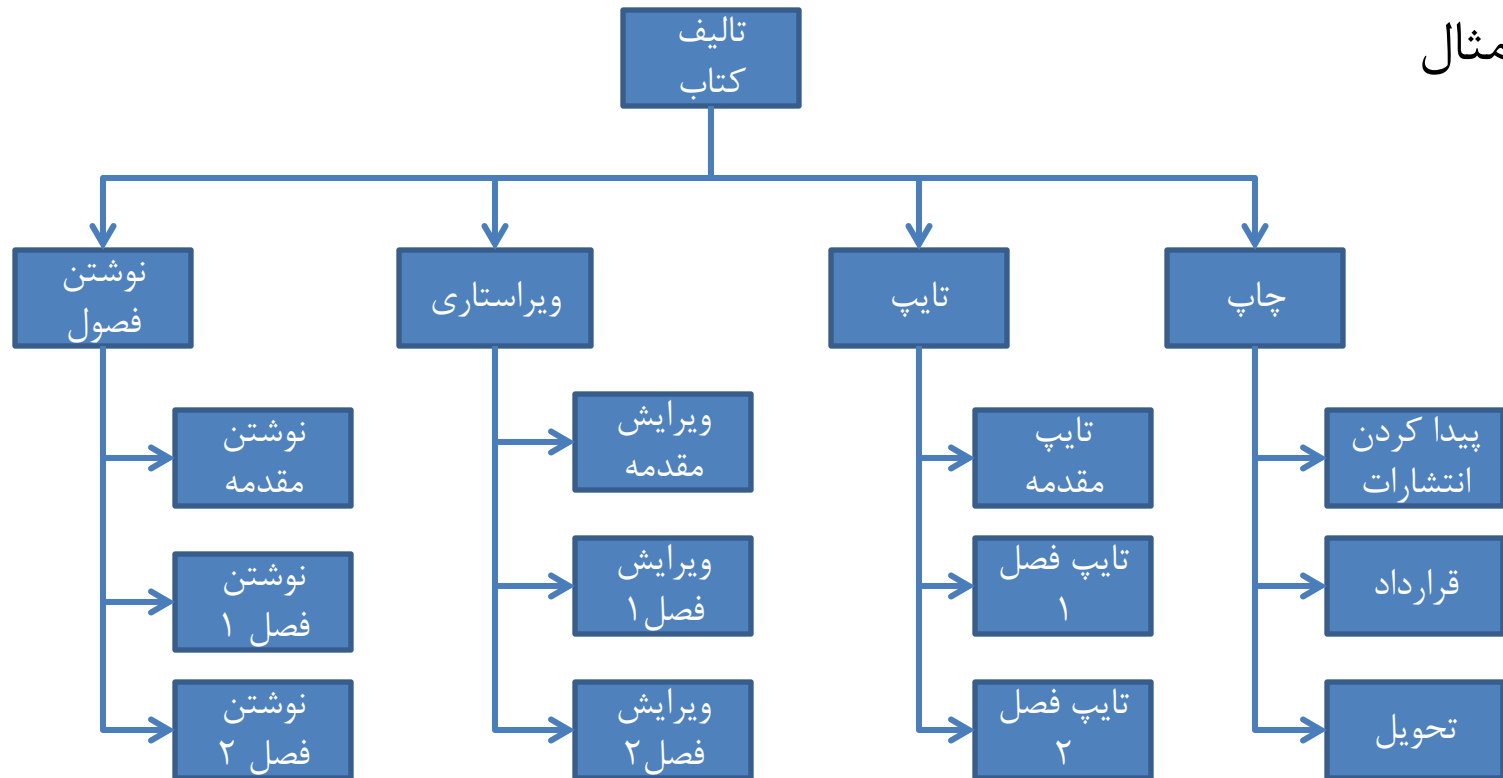 مثال
تالیف
کتاب
نوشتن
فصول
ویراستاری
تایپ
چاپ
نوشتن
مقدمه
ویرایش
مقدمه
تایپ
مقدمه
پیدا کردن
انتشارات
نوشتن
فصل ۱
ویرایش
فصل۱
تایپ فصل
۱
قرارداد
نوشتن
فصل ۲
ویرایش
فصل۲
تایپ فصل
۲
تحویل